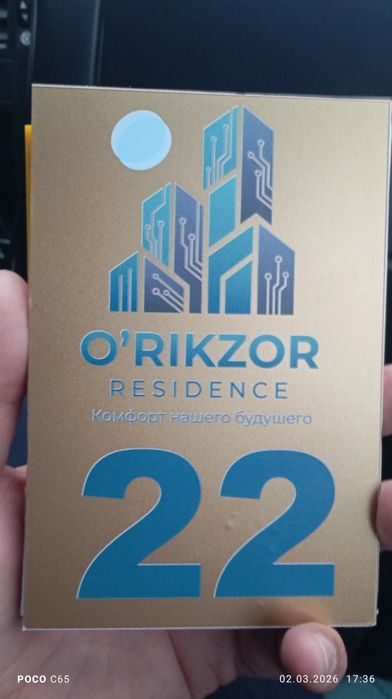 O'RIKZOR
RESIDENCE
Комфорт нашего будущего
22
POCO C65
02.03.2026 17:36